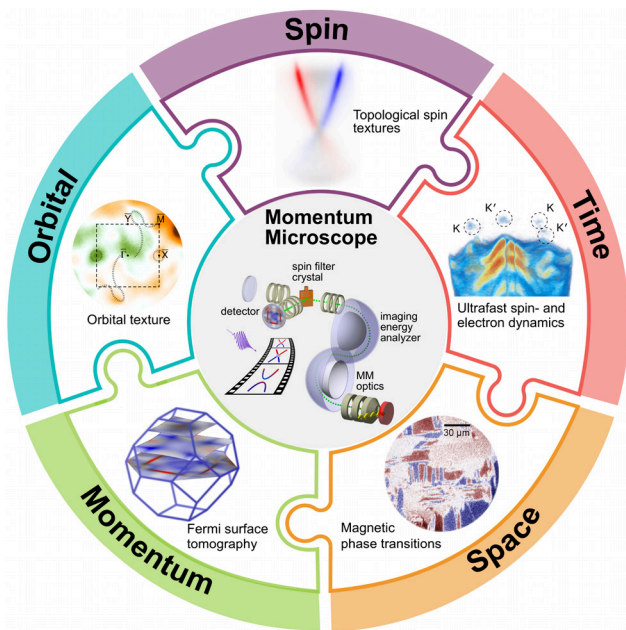 Spin
Topological spin
textures
Time
K
K′
K
K′
Ultrafast spin- and
electron dynamics
Orbital
Y̅
M̅
Γ̅
X̅
Orbital texture
Momentum
Microscope
spin filter
crystal
detector
imaging
energy
analyzer
MM
optics
Momentum
Fermi surface
tomography
Space
30 µm
Magnetic
phase transitions